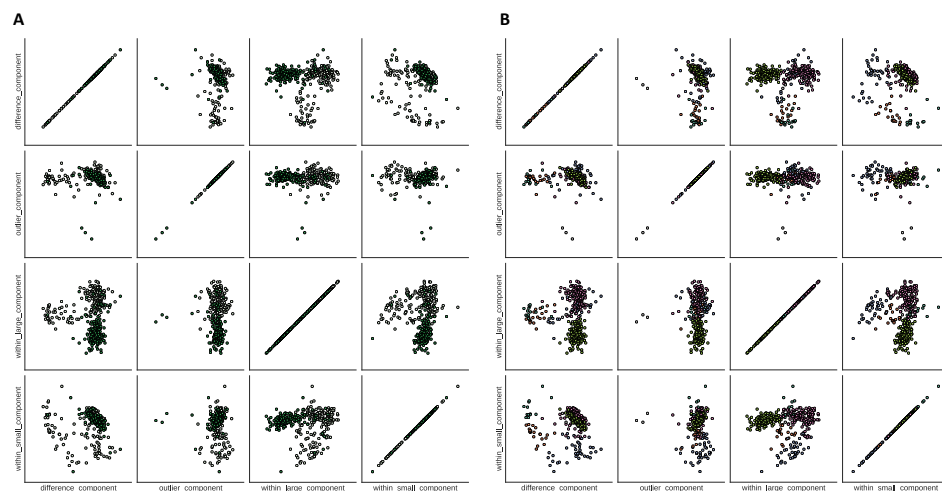 A
B
difference_component
outlier_component
within_large_component
within_small_component
difference_component outlier_component within_large_component within_small_component
difference_component
outlier_component
within_large_component
within_small_component
difference_component outlier_component within_large_component within_small_component